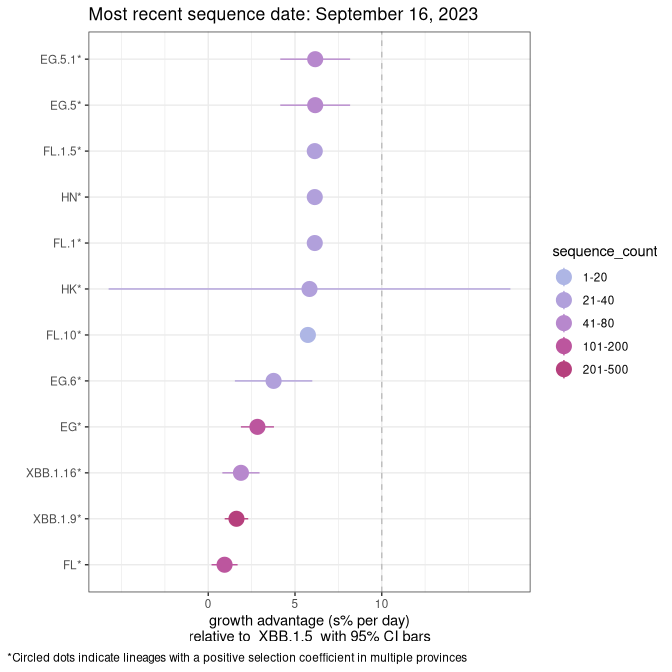 Most recent sequence date: September 16, 2023
EG.5.1*
EG.5*
FL.1.5*
HN*
FL.1*
HK*
FL.10*
EG.6*
EG*
XBB.1.16*
XBB.1.9*
FL*
sequence_count
1-20
21-40
41-80
101-200
201-500
0 5 10
growth advantage (s% per day)
relative to XBB.1.5 with 95% CI bars
*Circled dots indicate lineages with a positive selection coefficient in multiple provinces